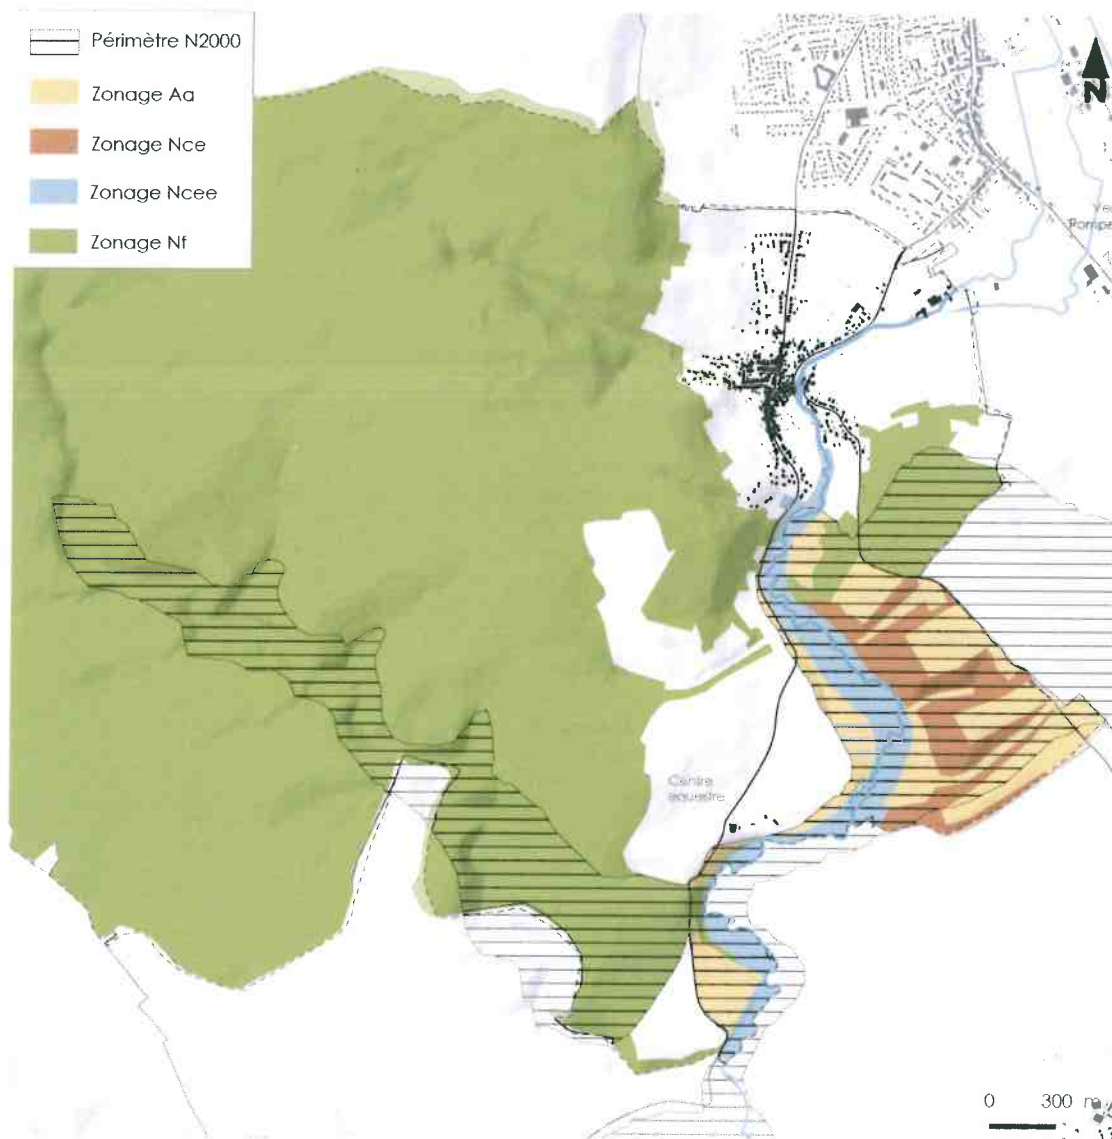 Périmètre N2000
Zonage Aa
Zonage Nce
Zonage Ncee
Zonage Nf
N
Centre
équestre
0 300 m